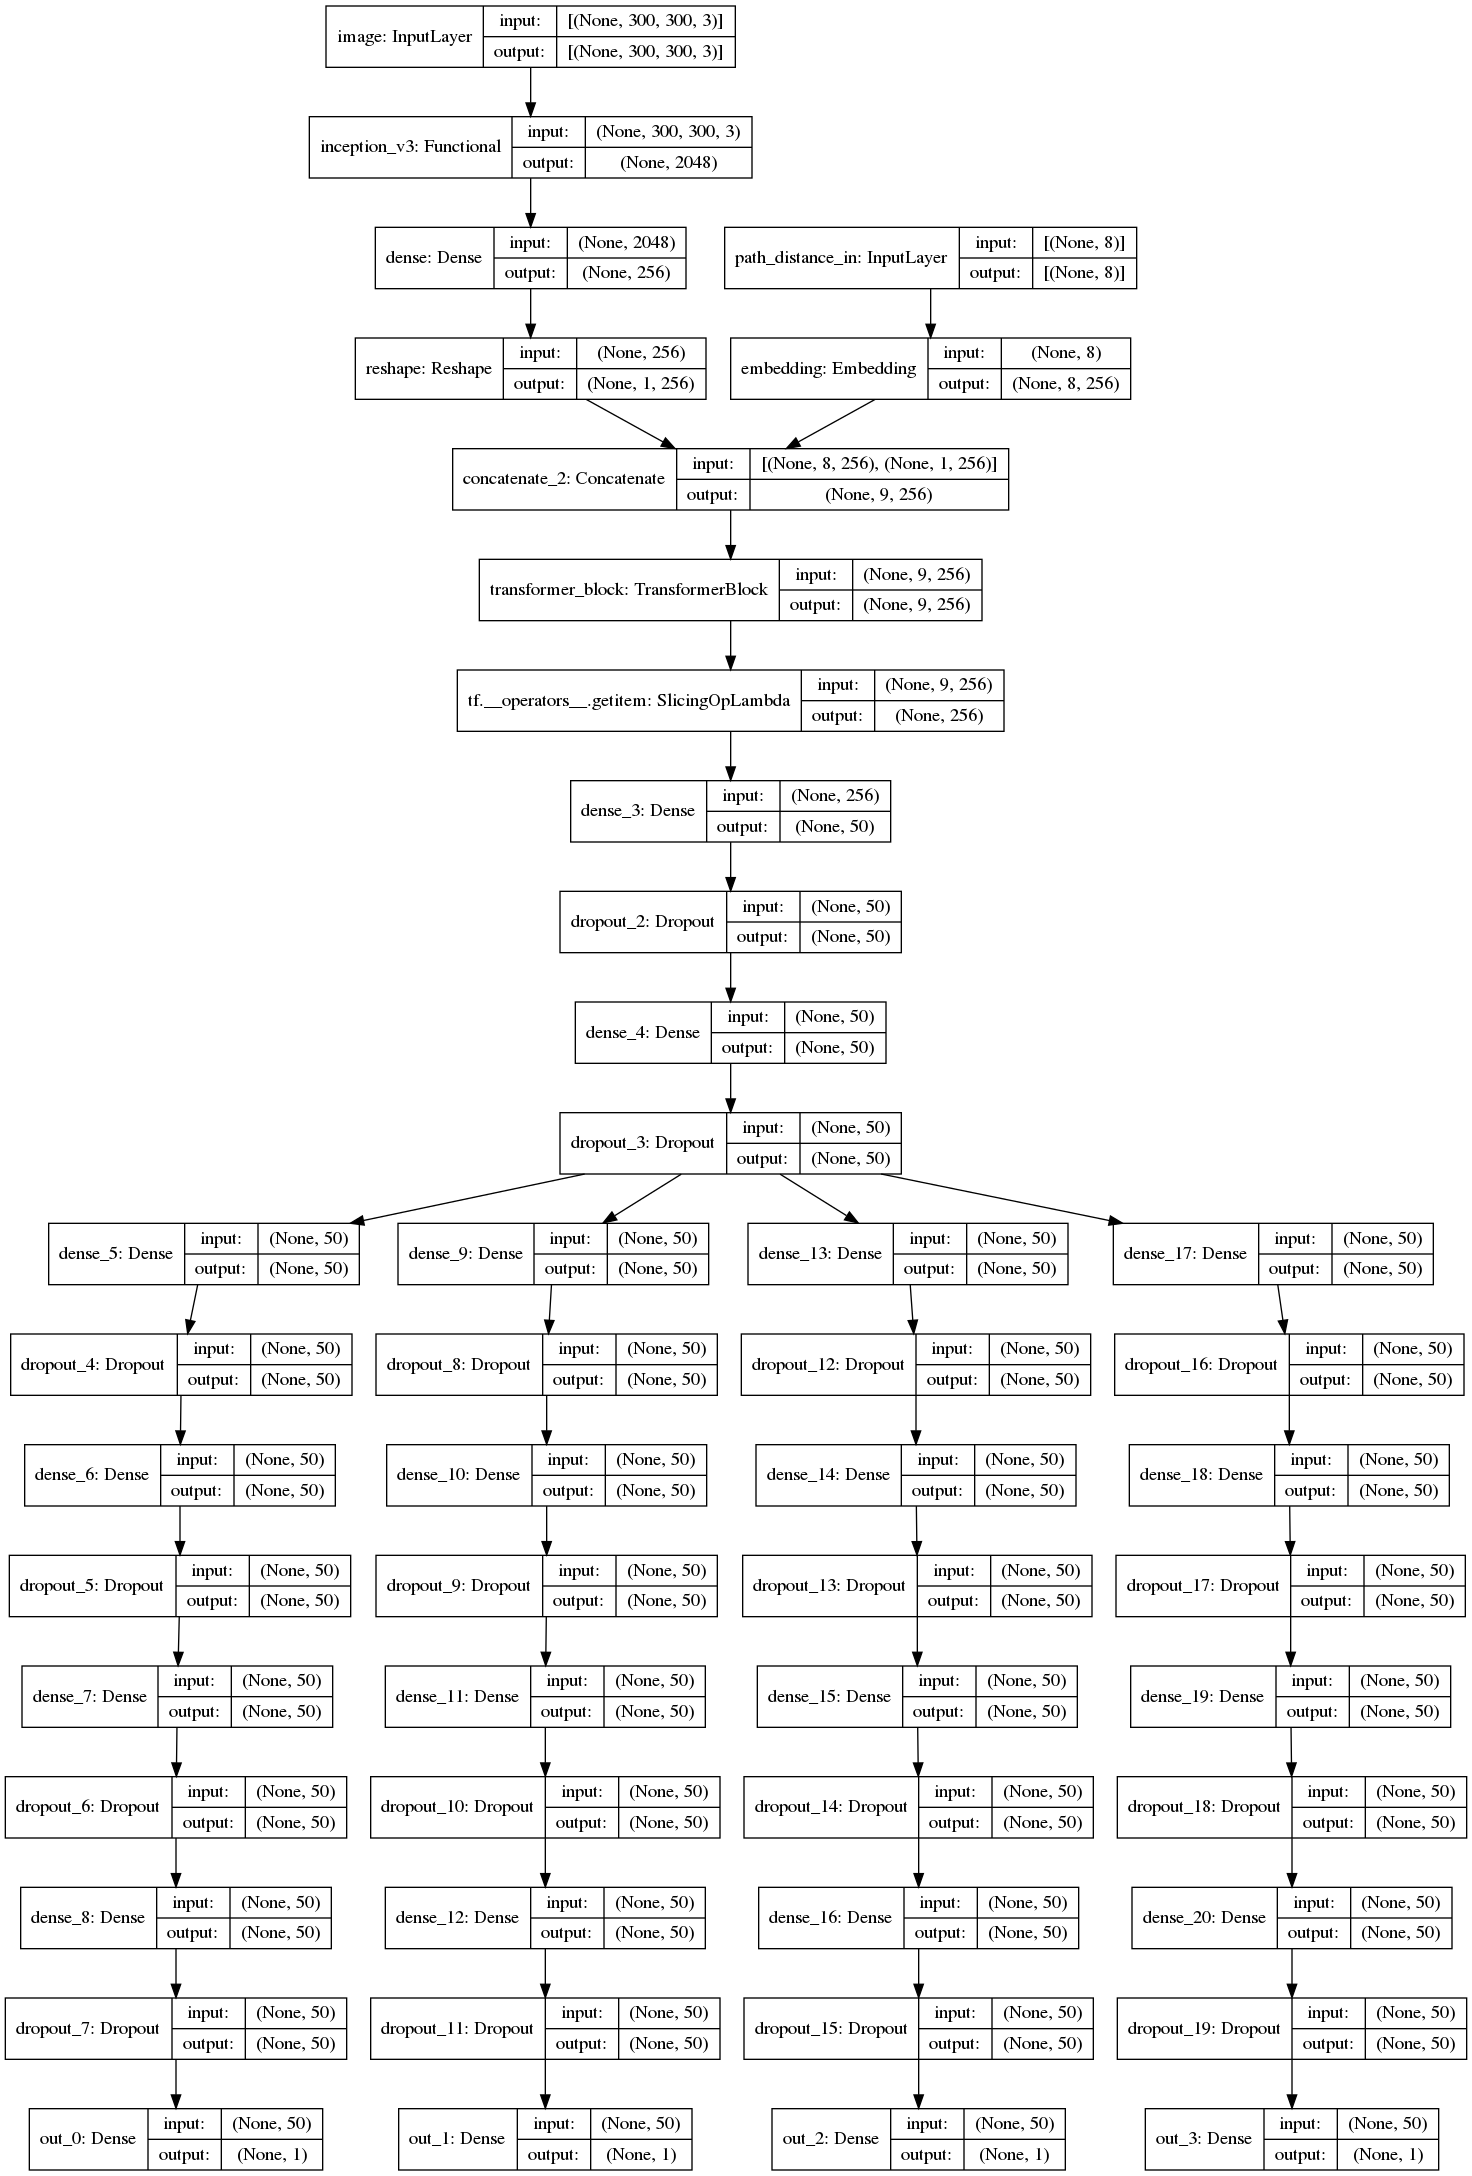 image: InputLayer
input:
[(None, 300, 300, 3)]
output:
[(None, 300, 300, 3)]
inception_v3: Functional
input:
(None, 300, 300, 3)
output:
(None, 2048)
dense: Dense
input:
(None, 2048)
output:
(None, 256)
path_distance_in: InputLayer
input:
[(None, 8)]
output:
[(None, 8)]
reshape: Reshape
input:
(None, 256)
output:
(None, 1, 256)
embedding: Embedding
input:
(None, 8)
output:
(None, 8, 256)
concatenate_2: Concatenate
input:
[(None, 8, 256), (None, 1, 256)]
output:
(None, 9, 256)
transformer_block: TransformerBlock
input:
(None, 9, 256)
output:
(None, 9, 256)
tf.__operators__.getitem: SlicingOpLambda
input:
(None, 9, 256)
output:
(None, 256)
dense_3: Dense
input:
(None, 256)
output:
(None, 50)
dropout_2: Dropout
input:
(None, 50)
output:
(None, 50)
dense_4: Dense
input:
(None, 50)
output:
(None, 50)
dropout_3: Dropout
input:
(None, 50)
output:
(None, 50)
dense_5: Dense
input:
(None, 50)
output:
(None, 50)
dense_9: Dense
input:
(None, 50)
output:
(None, 50)
dense_13: Dense
input:
(None, 50)
output:
(None, 50)
dense_17: Dense
input:
(None, 50)
output:
(None, 50)
dropout_4: Dropout
input:
(None, 50)
output:
(None, 50)
dropout_8: Dropout
input:
(None, 50)
output:
(None, 50)
dropout_12: Dropout
input:
(None, 50)
output:
(None, 50)
dropout_16: Dropout
input:
(None, 50)
output:
(None, 50)
dense_6: Dense
input:
(None, 50)
output:
(None, 50)
dense_10: Dense
input:
(None, 50)
output:
(None, 50)
dense_14: Dense
input:
(None, 50)
output:
(None, 50)
dense_18: Dense
input:
(None, 50)
output:
(None, 50)
dropout_5: Dropout
input:
(None, 50)
output:
(None, 50)
dropout_9: Dropout
input:
(None, 50)
output:
(None, 50)
dropout_13: Dropout
input:
(None, 50)
output:
(None, 50)
dropout_17: Dropout
input:
(None, 50)
output:
(None, 50)
dense_7: Dense
input:
(None, 50)
output:
(None, 50)
dense_11: Dense
input:
(None, 50)
output:
(None, 50)
dense_15: Dense
input:
(None, 50)
output:
(None, 50)
dense_19: Dense
input:
(None, 50)
output:
(None, 50)
dropout_6: Dropout
input:
(None, 50)
output:
(None, 50)
dropout_10: Dropout
input:
(None, 50)
output:
(None, 50)
dropout_14: Dropout
input:
(None, 50)
output:
(None, 50)
dropout_18: Dropout
input:
(None, 50)
output:
(None, 50)
dense_8: Dense
input:
(None, 50)
output:
(None, 50)
dense_12: Dense
input:
(None, 50)
output:
(None, 50)
dense_16: Dense
input:
(None, 50)
output:
(None, 50)
dense_20: Dense
input:
(None, 50)
output:
(None, 50)
dropout_7: Dropout
input:
(None, 50)
output:
(None, 50)
dropout_11: Dropout
input:
(None, 50)
output:
(None, 50)
dropout_15: Dropout
input:
(None, 50)
output:
(None, 50)
dropout_19: Dropout
input:
(None, 50)
output:
(None, 50)
out_0: Dense
input:
(None, 50)
output:
(None, 1)
out_1: Dense
input:
(None, 50)
output:
(None, 1)
out_2: Dense
input:
(None, 50)
output:
(None, 1)
out_3: Dense
input:
(None, 50)
output:
(None, 1)